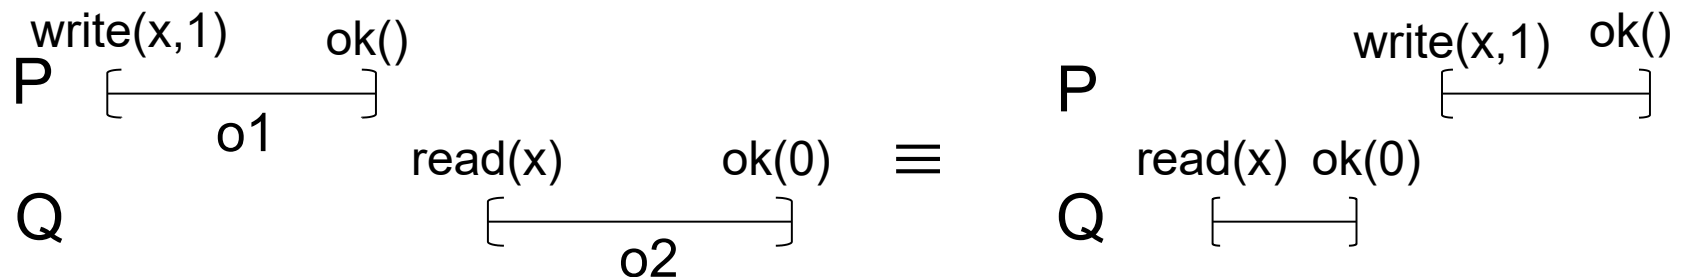 write(x,1) ok() write(x,1) ok()
P P
o1
read(x) ok(0) ≡ read(x) ok(0)
Q Q
o2